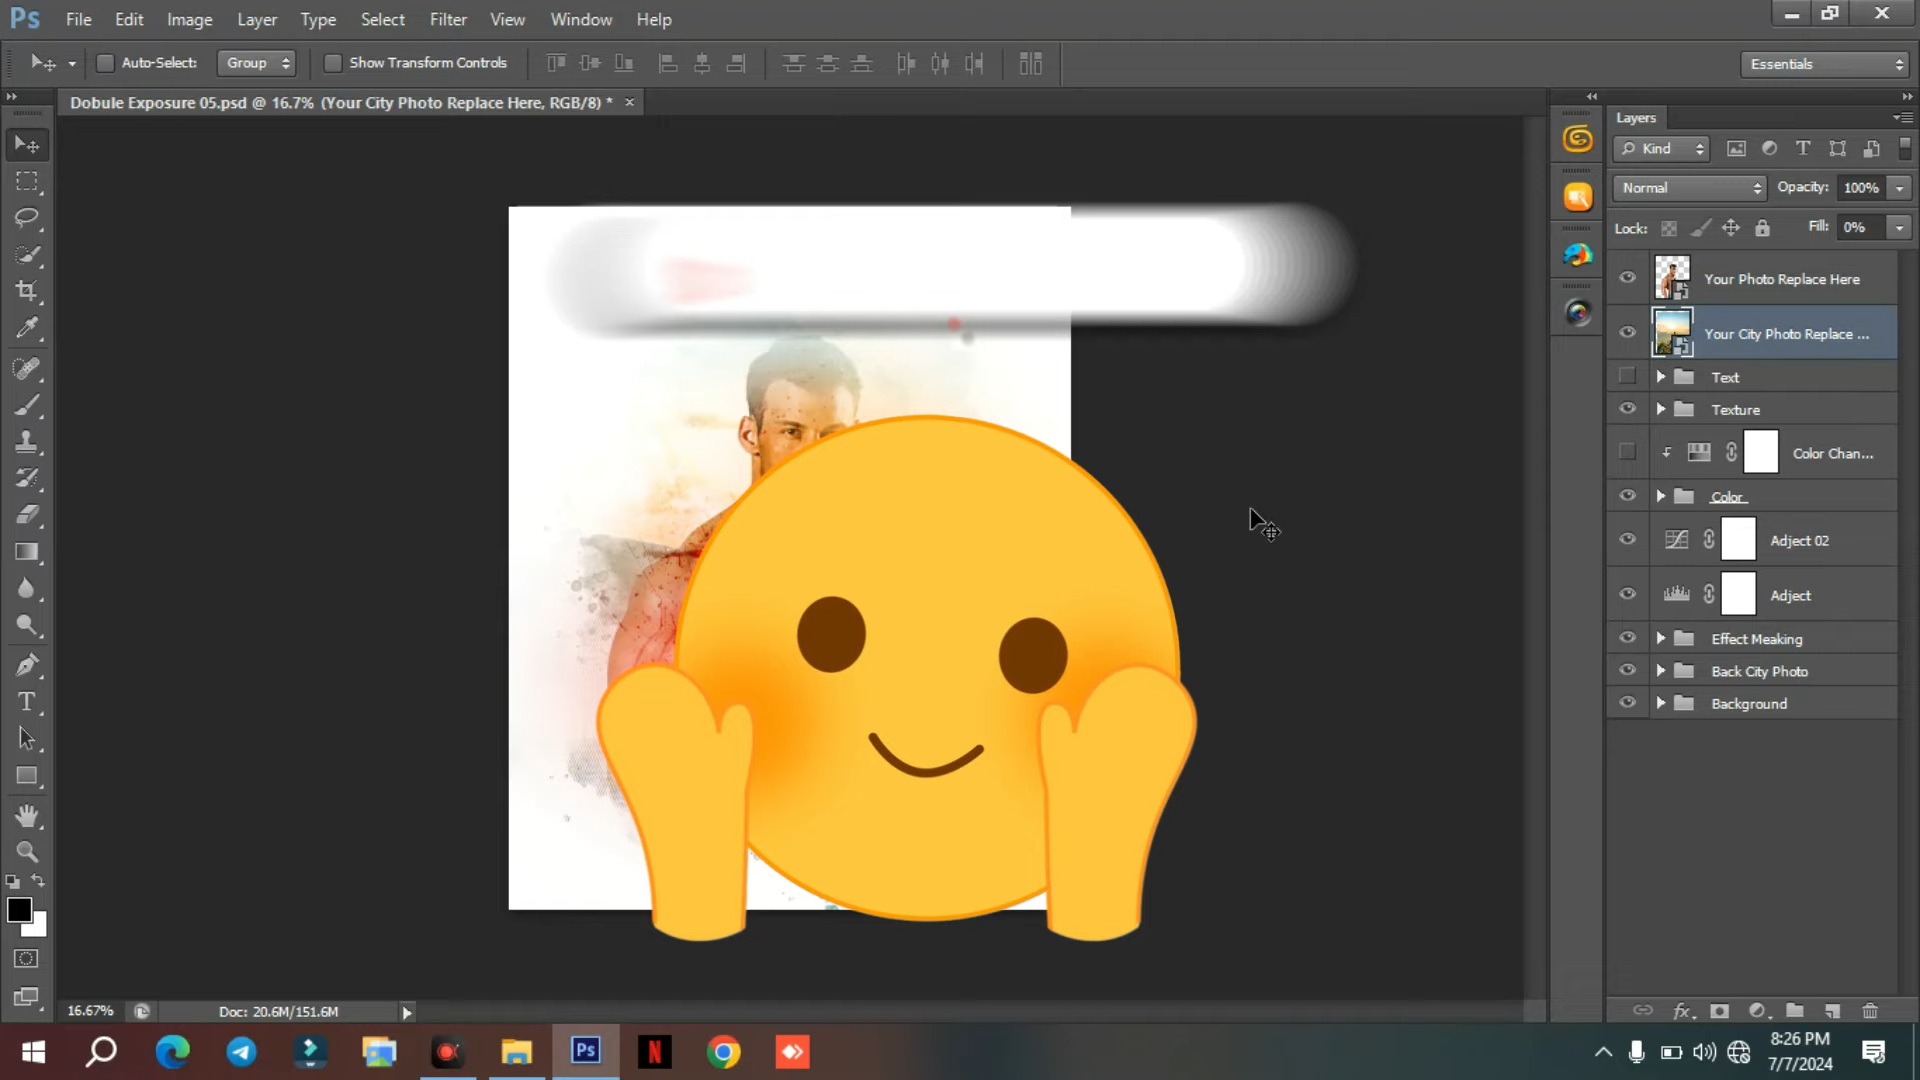 Ps File Edit Image Layer Type Select Filter View Window Help
Auto-Select: Group Show Transform Controls Essentials
Dobule Exposure 05.psd @ 16.7% (Your City Photo Replace Here, RGB/8) * ×
Layers
Kind
Normal Opacity: 100%
Lock: Fill: 0%
Your Photo Replace Here
Your City Photo Replace ...
Text
Texture
Color Chan...
Color
Adject 02
Adject
Effect Meaking
Back City Photo
Background
16.67% Doc: 20.6M/151.6M
Ps N
8:26 PM
7/7/2024